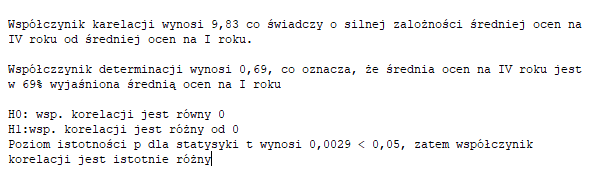 Współczynnik karelacji wynosi 9,83 co świadczy o silnej założności średniej ocen na
IV roku od średniej ocen na I roku.
Współczzynik determinacji wynosi 0,69, co oznacza, że średnia ocen na IV roku jest
w 69% wyjaśniona średnią ocen na I roku
H0: wsp. korelacji jest równy 0
H1:wsp. korelacji jest różny od 0
Poziom istotności p dla statysyki t wynosi 0,0029 < 0,05, zatem współczynik
korelacji jest istotnie różny